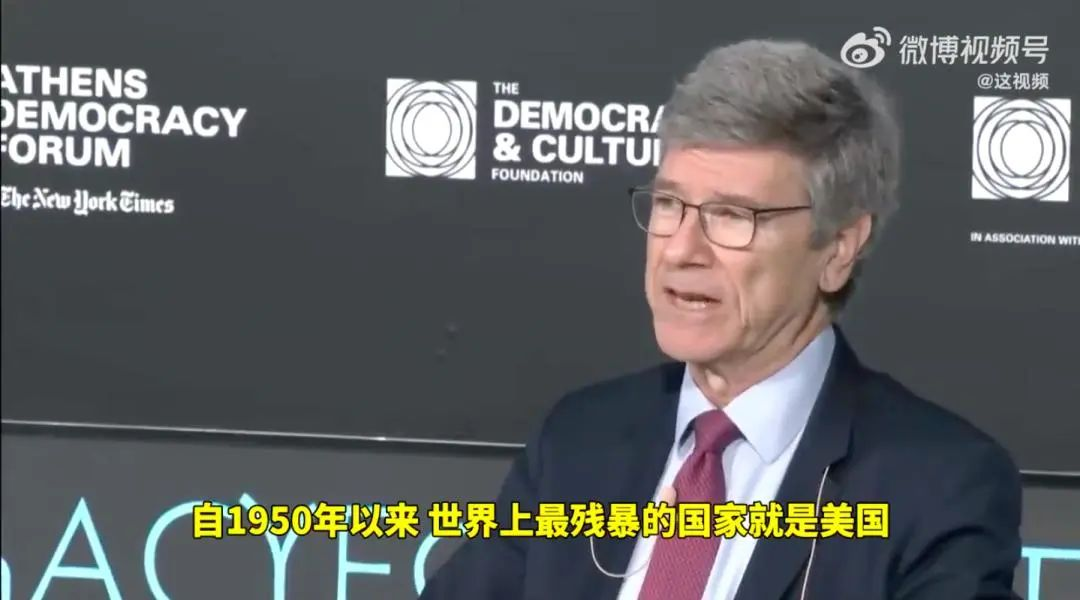 微博视频号
@这视频
ATHENS
DEMOCRACY
FORUM
The New York Times
THE
DEMOCRA
& CULTU
FOUNDATION
IN ASSOCIATION WITH
自1950年以来 世界上最残暴的国家就是美国
ACY